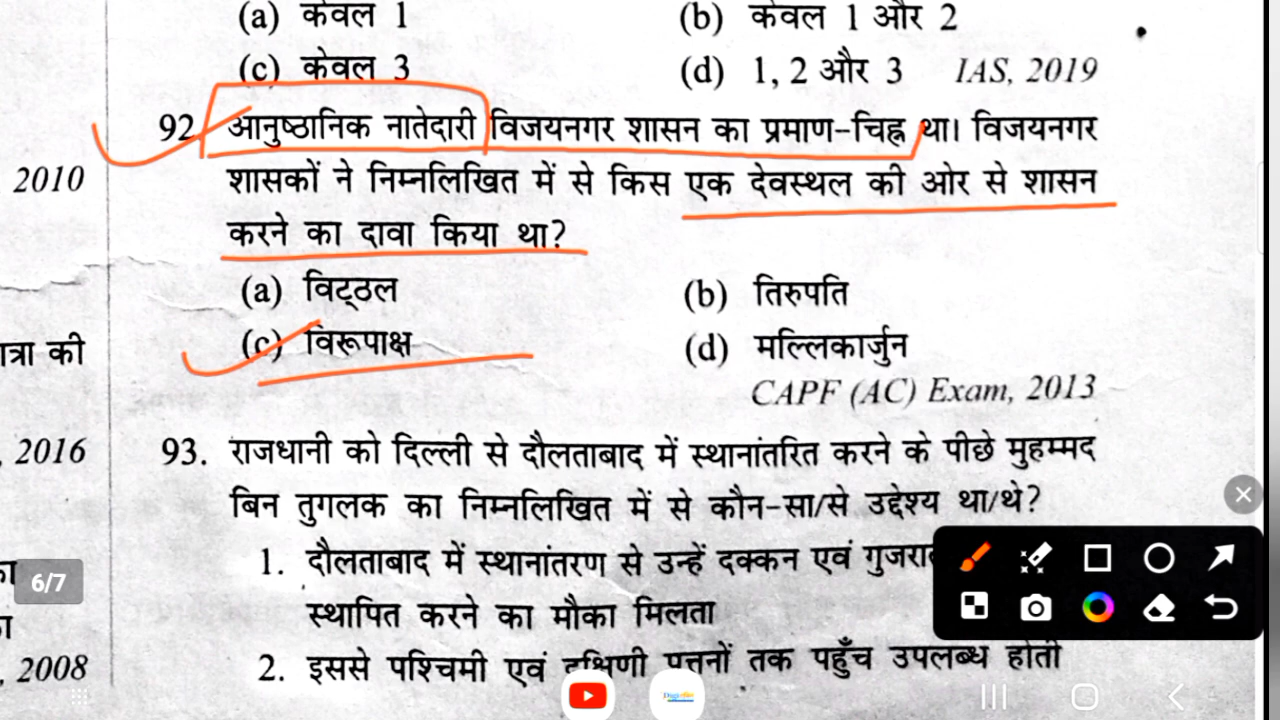 (a) केवल 1
(b) केवल 1 और 2
(c) केवल 3
(d) 1, 2 और 3 IAS, 2019
92. आनुष्ठानिक नातेदारी विजयनगर शासन का प्रमाण-चिह्न था। विजयनगर
शासकों ने निम्नलिखित में से किस एक देवस्थल की ओर से शासन
करने का दावा किया था?
(a) विट्ठल
(b) तिरुपति
(c) विरूपाक्ष
(d) मल्लिकार्जुन
CAPF (AC) Exam, 2013
93. राजधानी को दिल्ली से दौलताबाद में स्थानांतरित करने के पीछे मुहम्मद
बिन तुगलक का निम्नलिखित में से कौन-सा/से उद्देश्य था/थे?
1. दौलताबाद में स्थानांतरण से उन्हें दक्कन एवं
स्थापित करने का मौका मिलता
2. इससे पश्चिमी एवं दक्षिणी पत्तनों तक पहुँच उपलब्ध होती
2010
की
, 2016
6/7
, 2008